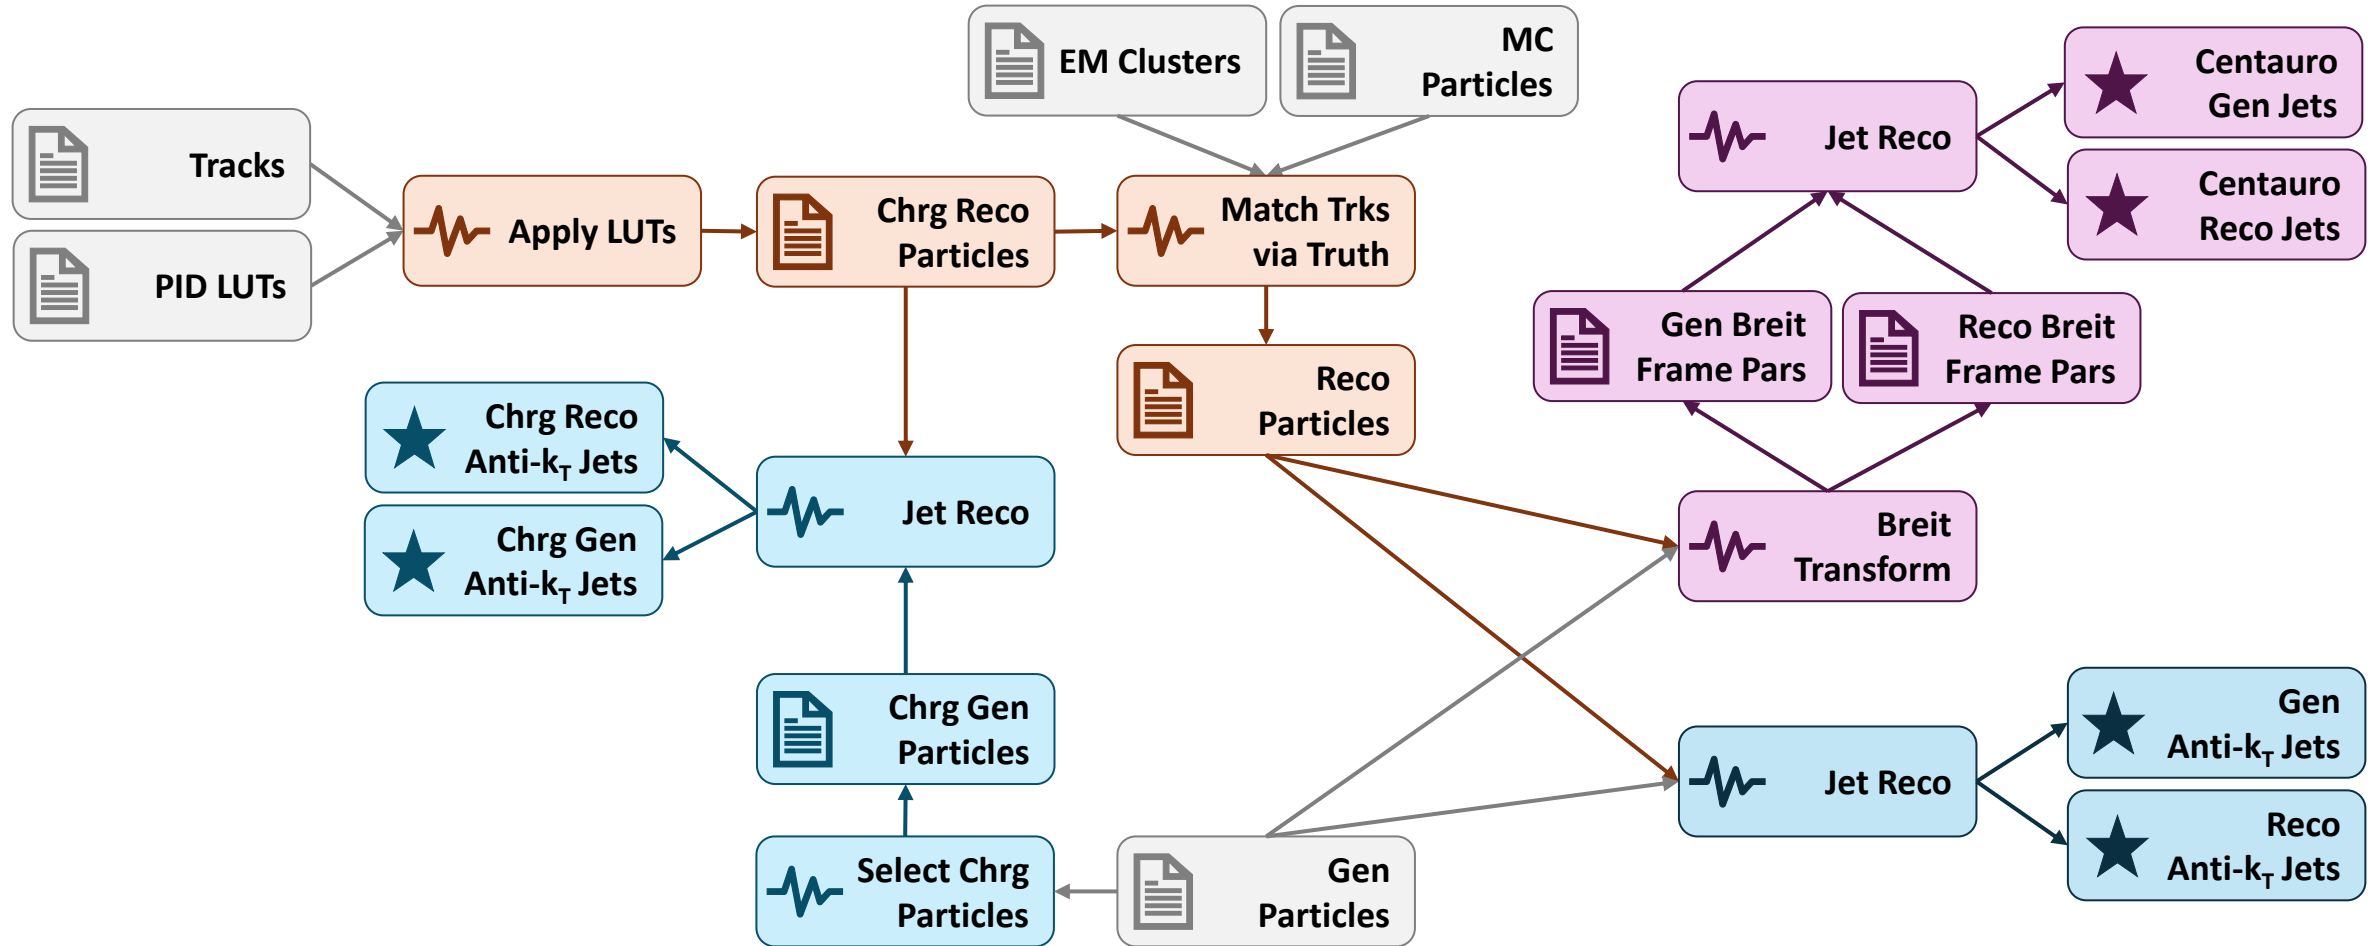 EM Clusters
MC
Particles
Centauro
Gen Jets
Tracks
Jet Reco
Centauro
Reco Jets
PID LUTs
Apply LUTs
Chrg Reco
Particles
Match Trks
via Truth
Gen Breit
Frame Pars
Reco Breit
Frame Pars
Reco
Particles
Chrg Reco
Anti-kT Jets
Chrg Gen
Anti-kT Jets
Jet Reco
Breit
Transform
Chrg Gen
Particles
Gen
Anti-kT Jets
Jet Reco
Reco
Anti-kT Jets
Select Chrg
Particles
Gen
Particles